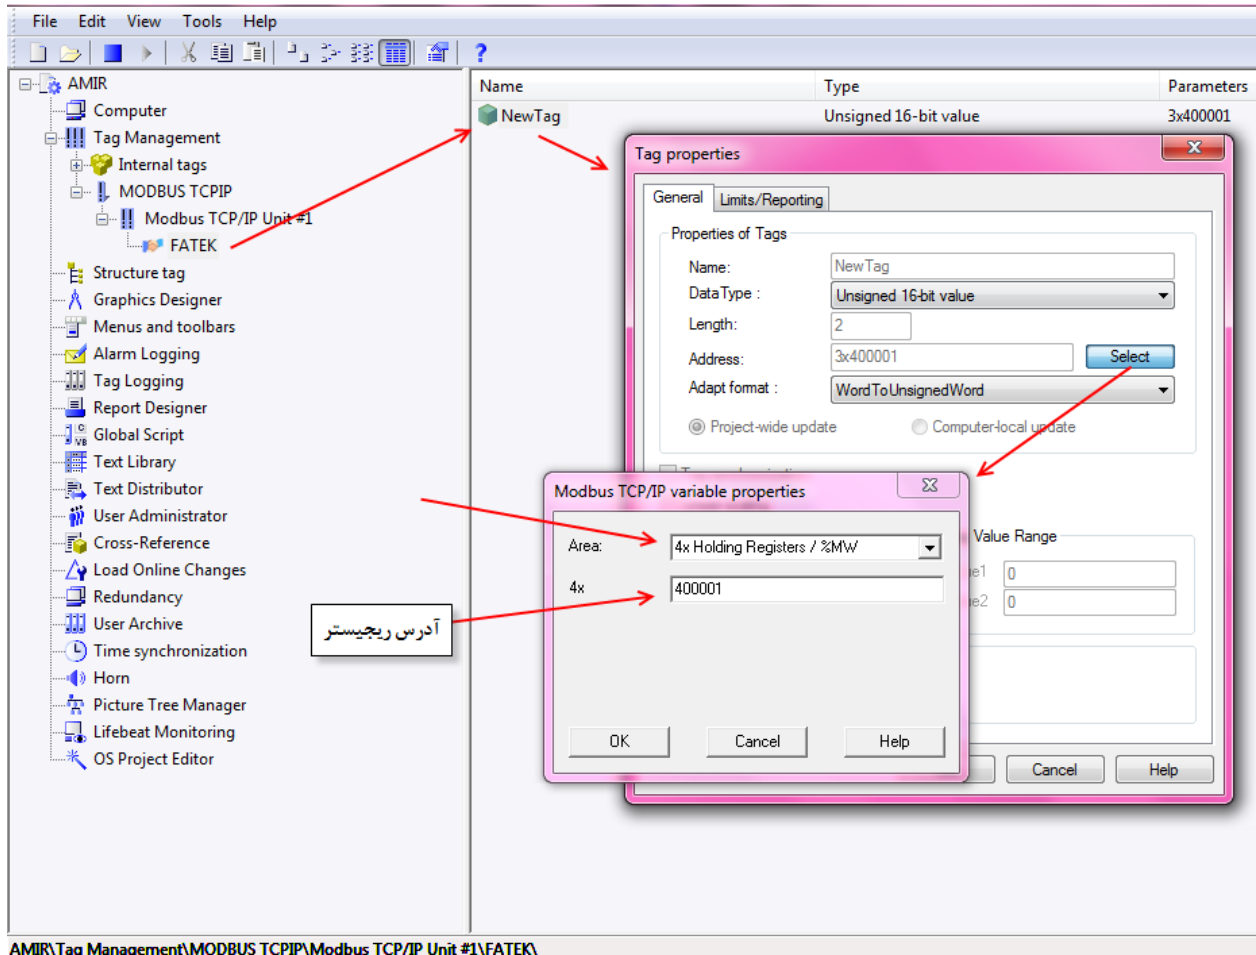 File Edit View Tools Help
AMIR
Computer
Tag Management
Internal tags
MODBUS TCPIP
Modbus TCP/IP Unit #1
FATEK
Structure tag
Graphics Designer
Menus and toolbars
Alarm Logging
Tag Logging
Report Designer
Global Script
Text Library
Text Distributor
User Administrator
Cross-Reference
Load Online Changes
Redundancy
User Archive
Time synchronization
Horn
Picture Tree Manager
Lifebeat Monitoring
OS Project Editor
Name Type Parameters
NewTag Unsigned 16-bit value 3x400001
Tag properties
General Limits/Reporting
Properties of Tags
Name: NewTag
DataType : Unsigned 16-bit value
Length: 2
Address: 3x400001 Select
Adapt format : WordToUnsignedWord
Project-wide update Computer-local update
Value Range
0
0
Cancel Help
Modbus TCP/IP variable properties
Area: 4x Holding Registers / %MW
4x 400001
OK Cancel Help
آدرس ریجیستر
AMIR\Tag Management\MODBUS TCPIP\Modbus TCP/IP Unit #1\FATEK\